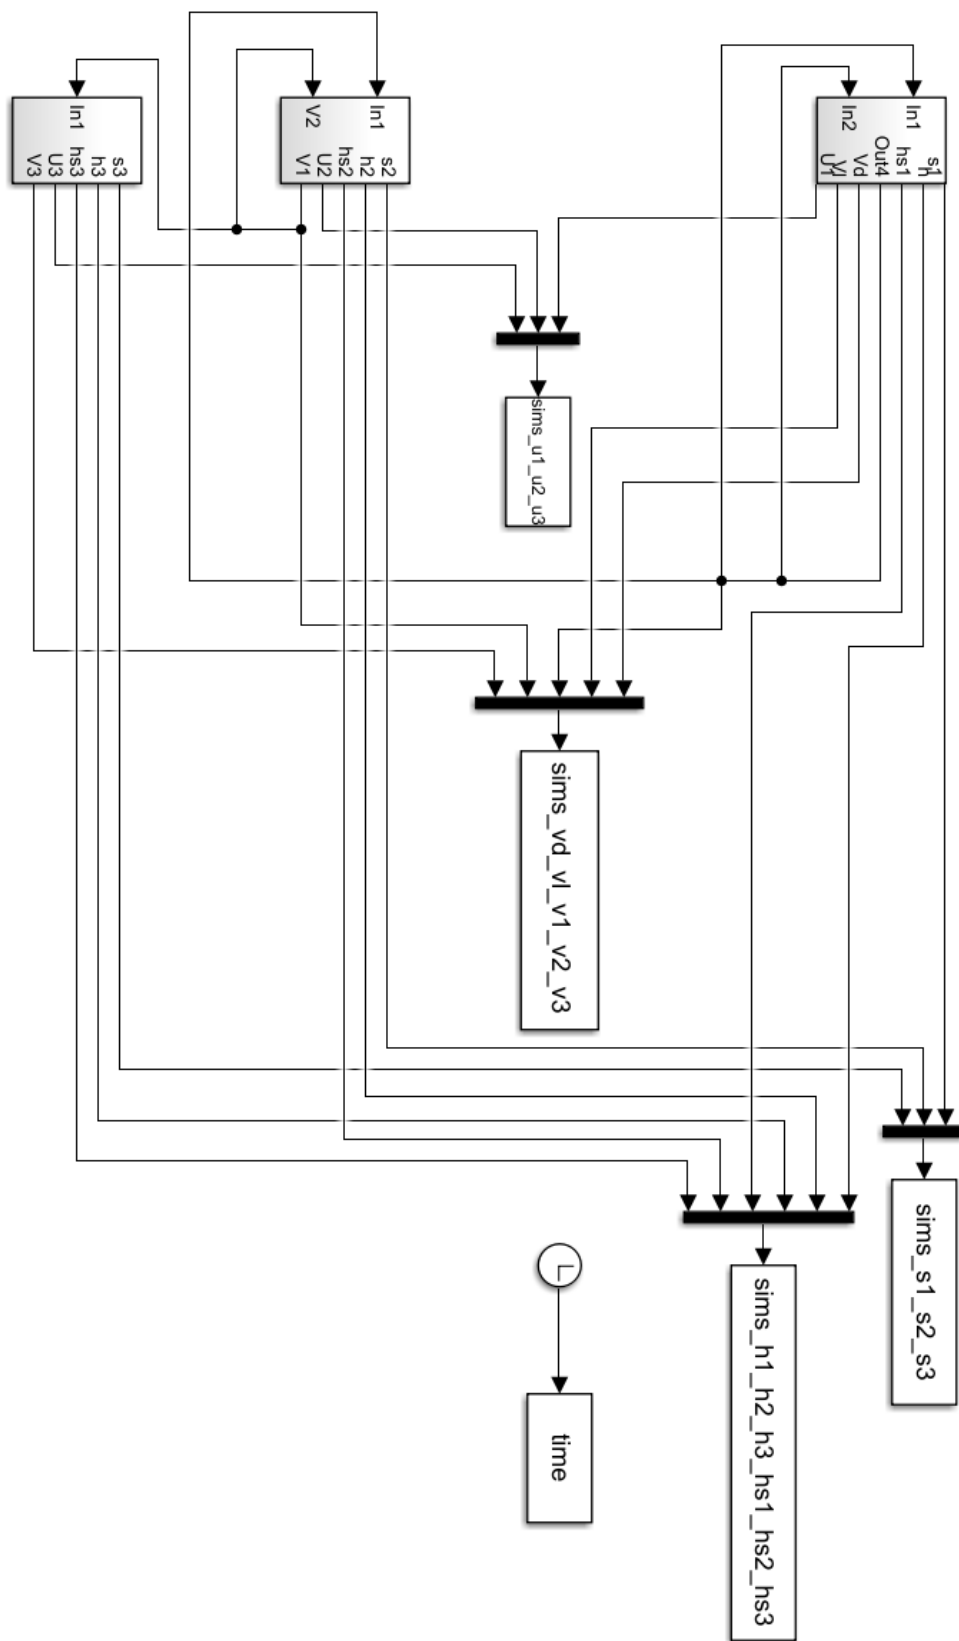 In1
In2
s1
h
hs1
Out4
Vd
Vl
U1
In1
V2
s2
h2
hs2
U2
V1
In1
s3
h3
hs3
U3
V3
sims_u1_u2_u3
sims_vd_vl_v1_v2_v3
sims_s1_s2_s3
sims_h1_h2_h3_hs1_hs2_hs3
time